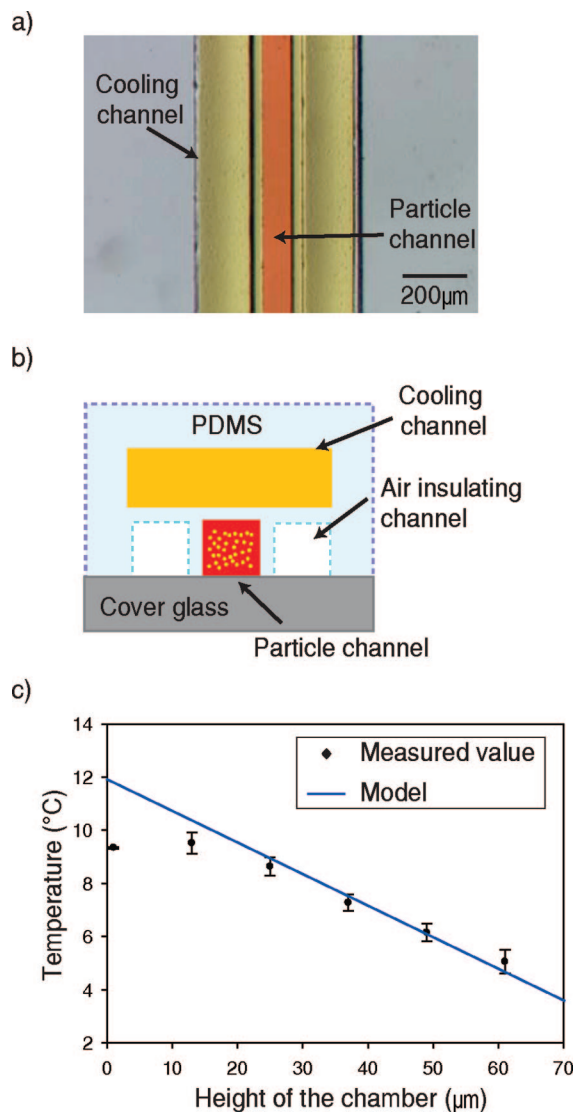 a)
Cooling
channel
Particle
channel
200µm
b)
PDMS
Cooling
channel
Air insulating
channel
Cover glass
Particle channel
c)
Temperature (°C)
14
12
10
8
6
4
2
Measured value
Model
0 10 20 30 40 50 60 70
Height of the chamber (µm)